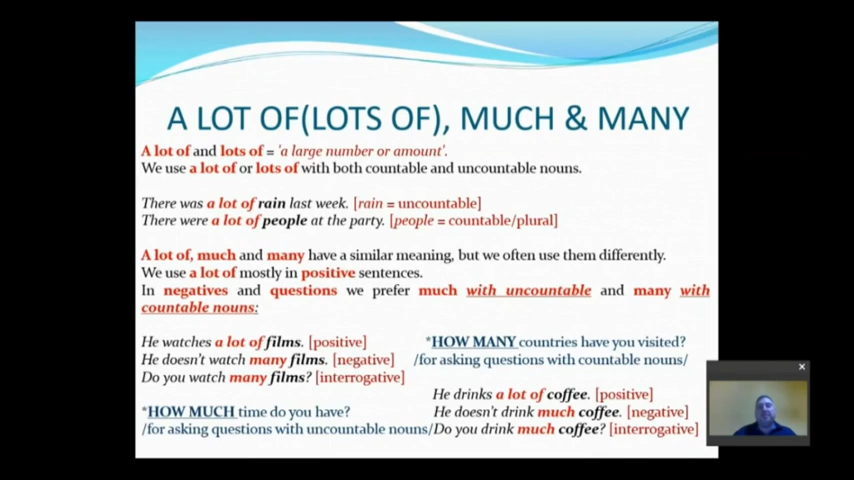 A LOT OF(LOTS OF), MUCH & MANY
A lot of and lots of = 'a large number or amount'.
We use a lot of or lots of with both countable and uncountable nouns.
There was a lot of rain last week. [rain = uncountable]
There were a lot of people at the party. [people = countable/plural]
A lot of, much and many have a similar meaning, but we often use them differently.
We use a lot of mostly in positive sentences.
In negatives and questions we prefer much with uncountable and many with
countable nouns:
He watches a lot of films. [positive]
He doesn't watch many films. [negative]
Do you watch many films? [interrogative]
*HOW MANY countries have you visited?
/for asking questions with countable nouns/
*HOW MUCH time do you have?
/for asking questions with uncountable nouns/
He drinks a lot of coffee. [positive]
He doesn't drink much coffee. [negative]
Do you drink much coffee? [interrogative]